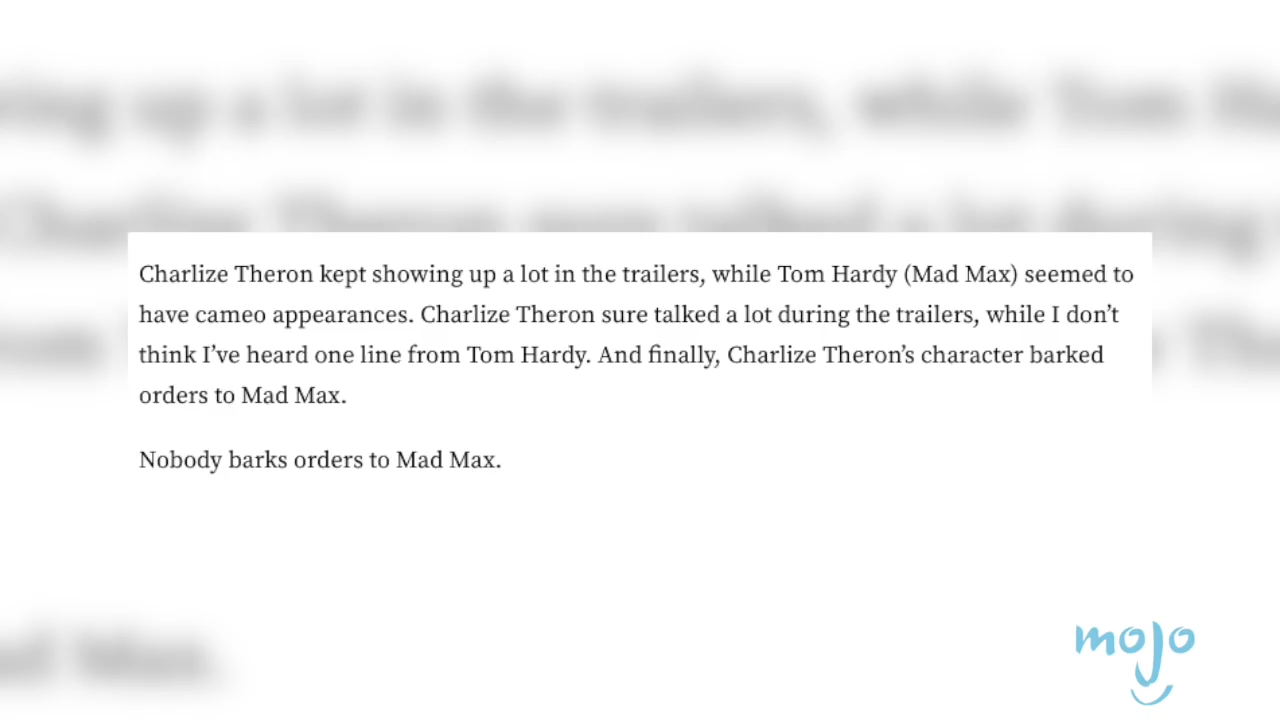 Charlize Theron kept showing up a lot in the trailers, while Tom Hardy (Mad Max) seemed to
have cameo appearances. Charlize Theron sure talked a lot during the trailers, while I don’t
think I’ve heard one line from Tom Hardy. And finally, Charlize Theron’s character barked
orders to Mad Max.
Nobody barks orders to Mad Max.
mojo